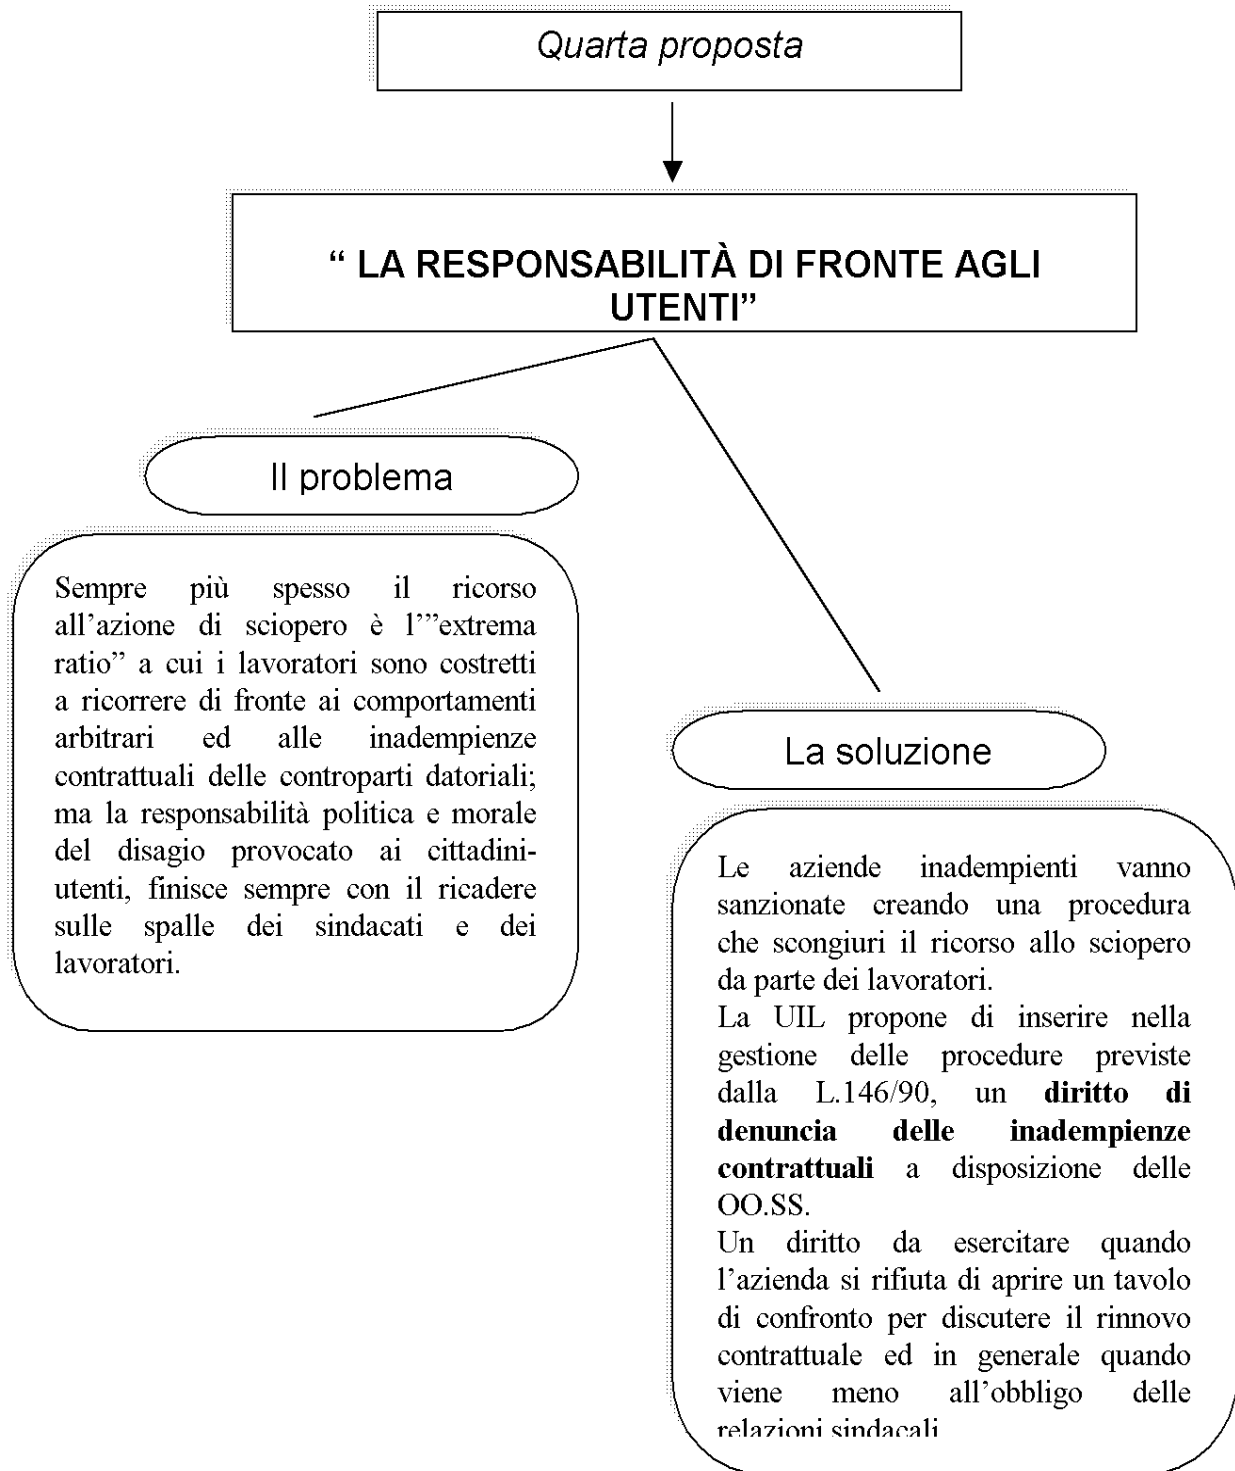 Quarta proposta
“ LA RESPONSABILITÀ DI FRONTE AGLI
UTENTI”
Il problema
Sempre più spesso il ricorso
all’azione di sciopero è l’”extrema
ratio” a cui i lavoratori sono costretti
a ricorrere di fronte ai comportamenti
arbitrari ed alle inadempienze
contrattuali delle controparti datoriali;
ma la responsabilità politica e morale
del disagio provocato ai cittadini-
utenti, finisce sempre con il ricadere
sulle spalle dei sindacati e dei
lavoratori.
La soluzione
Le aziende inadempienti vanno
sanzionate creando una procedura
che scongiuri il ricorso allo sciopero
da parte dei lavoratori.
La UIL propone di inserire nella
gestione delle procedure previste
dalla L.146/90, un diritto di
denuncia delle inadempienze
contrattuali a disposizione delle
OO.SS.
Un diritto da esercitare quando
l’azienda si rifiuta di aprire un tavolo
di confronto per discutere il rinnovo
contrattuale ed in generale quando
viene meno all’obbligo delle
relazioni sindacali